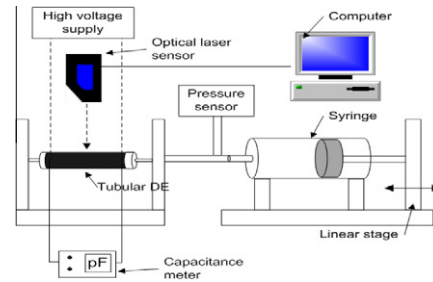 High voltage
supply
Optical laser
sensor
Computer
Pressure
sensor
Syringe
Tubular DE
Linear stage
pF
Capacitance
meter